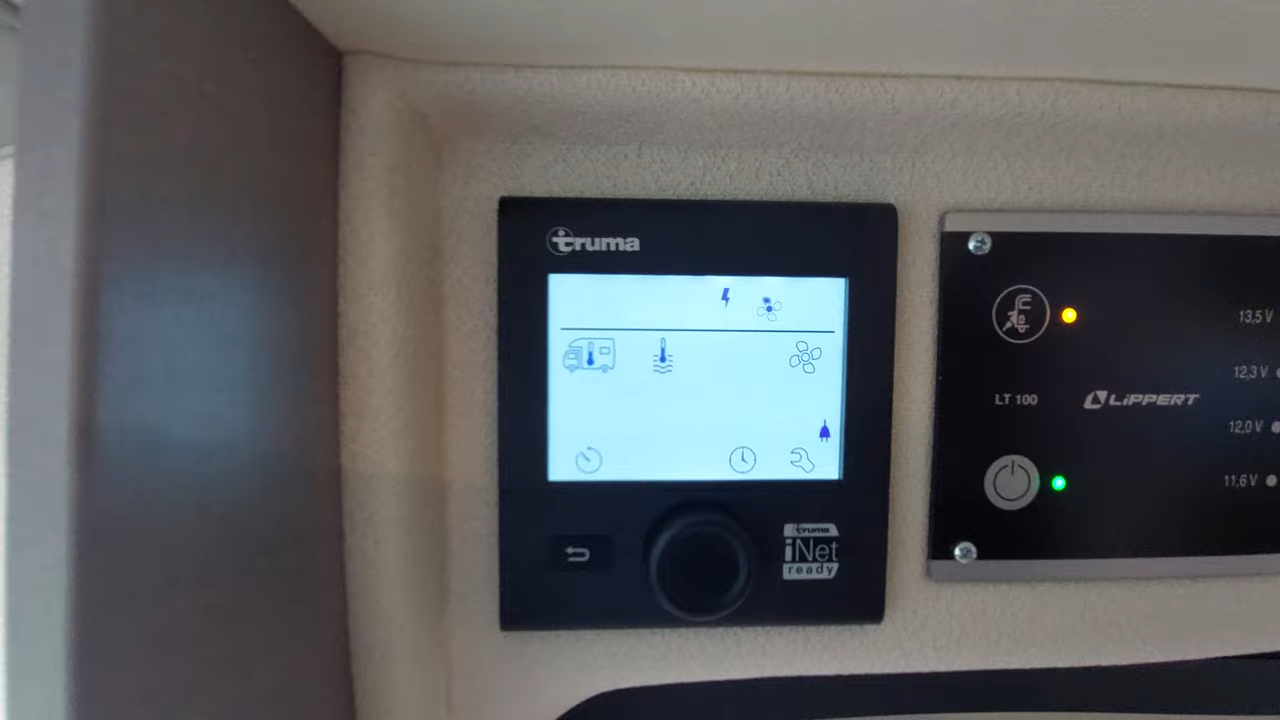 truma
truma
iNet
ready
LT 100
LiPPERT
13,5 V
12,3 V
12,0 V
11,6 V